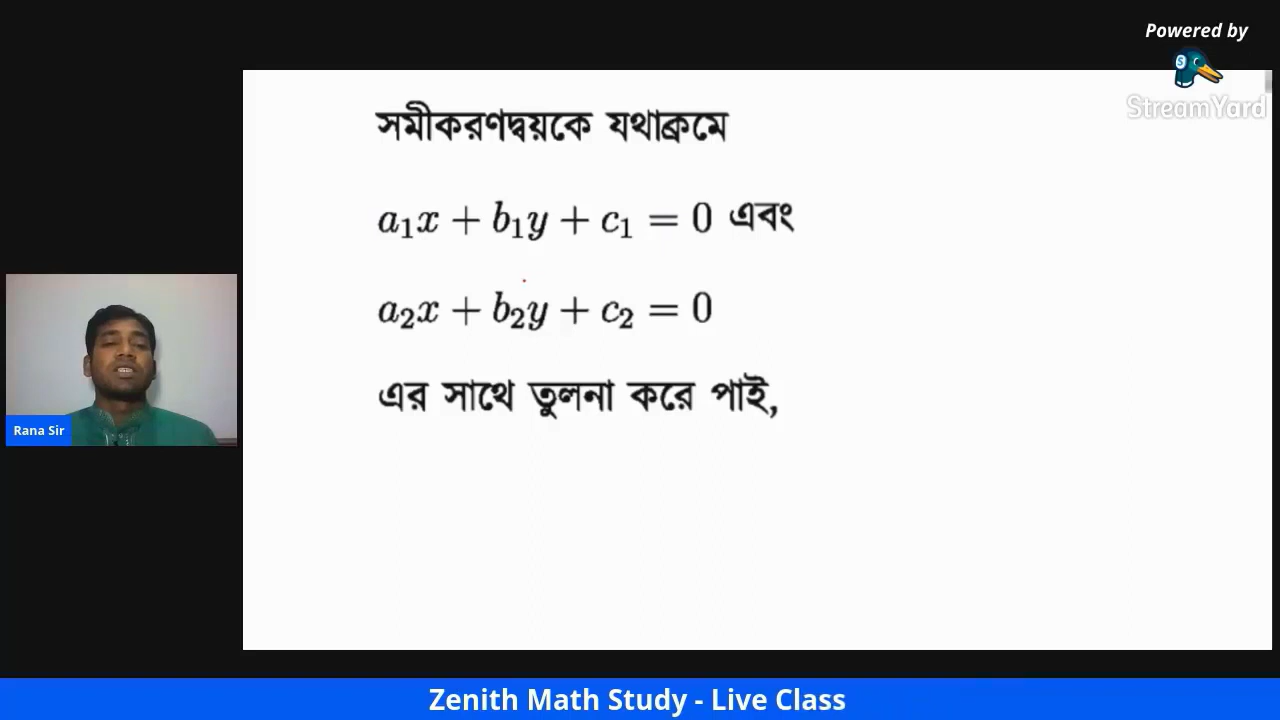 Powered by
StreamYard
সমীকরণদ্বয়কে যথাক্রমে
a₁x + b₁y + c₁ = 0 এবং
a₂x + b₂y + c₂ = 0
এর সাথে তুলনা করে পাই,
Rana Sir
Zenith Math Study - Live Class